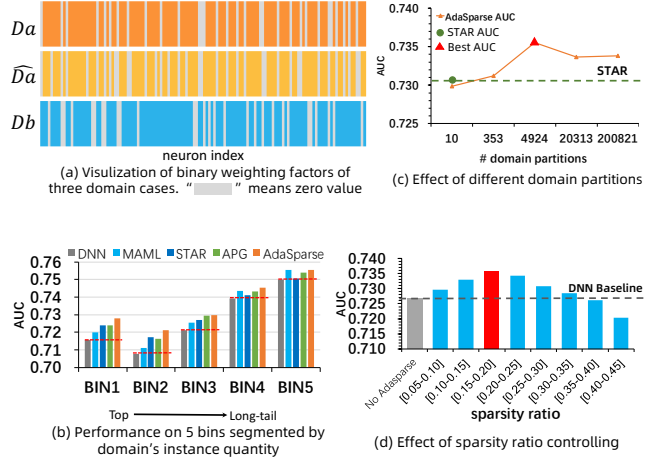 Da
D̂a
Db
neuron index
(a) Visulization of binary weighting factors of
three domain cases. “ ” means zero value
0.740
0.735
0.730
0.725
AUC
AdaSparse AUC
STAR AUC
Best AUC
STAR
10 353 4924 20313 200821
# domain partitions
(c) Effect of different domain partitions
DNN MAML STAR APG AdaSparse
0.76
0.75
0.74
0.73
0.72
0.71
0.70
AUC
BIN1 BIN2 BIN3 BIN4 BIN5
Top Long-tail
(b) Performance on 5 bins segmented by
domain’s instance quantity
0.740
0.735
0.730
0.725
0.720
0.715
0.710
AUC
DNN Baseline
No Adasparse
[0.05-0.10]
[0.10-0.15]
[0.15-0.20]
[0.20-0.25]
[0.25-0.30]
[0.30-0.35]
[0.35-0.40]
[0.40-0.45]
sparsity ratio
(d) Effect of sparsity ratio controlling